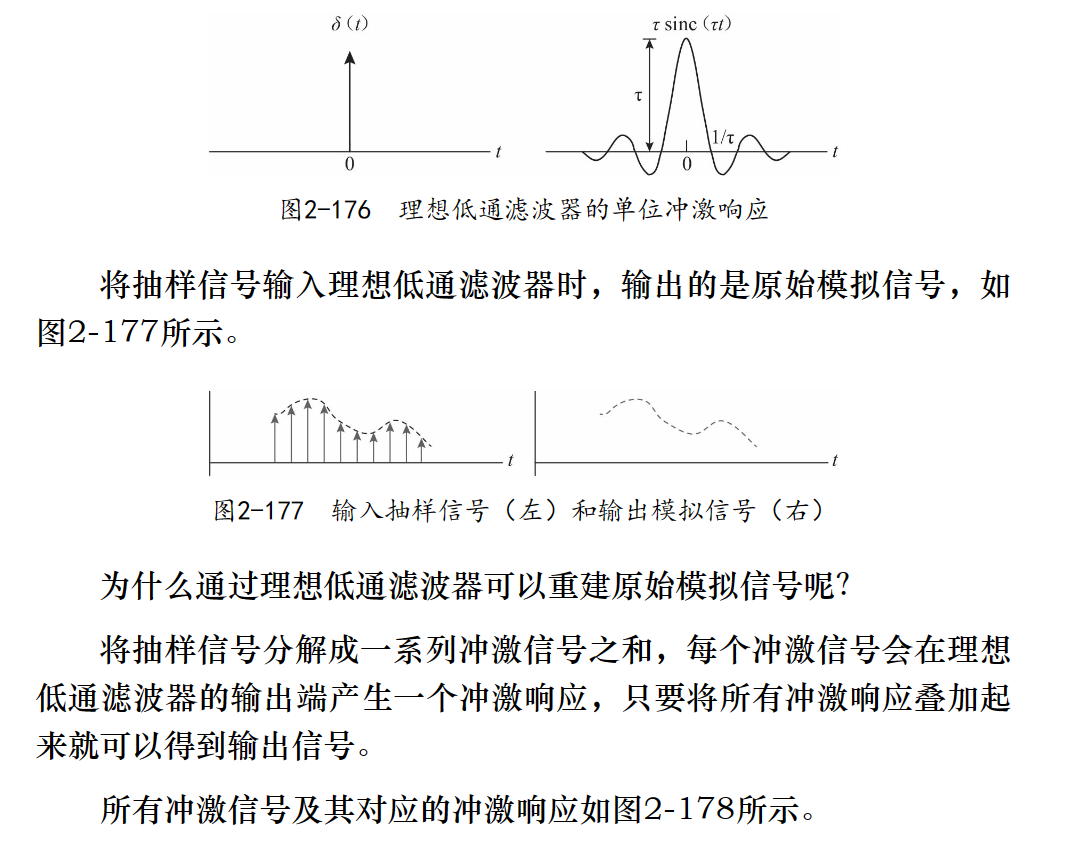 δ (t)
τ sinc (τt)
τ
1/τ
t
t
0
0
图2-176 理想低通滤波器的单位冲激响应
将抽样信号输入理想低通滤波器时，输出的是原始模拟信号，如
图2-177所示。
t
t
图2-177 输入抽样信号（左）和输出模拟信号（右）
为什么通过理想低通滤波器可以重建原始模拟信号呢？
将抽样信号分解成一系列冲激信号之和，每个冲激信号会在理想
低通滤波器的输出端产生一个冲激响应，只要将所有冲激响应叠加起
来就可以得到输出信号。
所有冲激信号及其对应的冲激响应如图2-178所示。